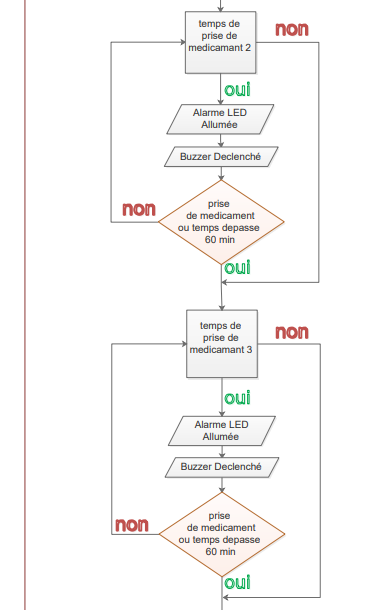 temps de
prise de
medicamant 2
non
oui
Alarme LED
Allumée
Buzzer Declenché
non
prise
de medicament
ou temps depasse
60 min
oui
temps de
prise de
medicamant 3
non
oui
Alarme LED
Allumée
Buzzer Declenché
non
prise
de medicament
ou temps depasse
60 min
oui